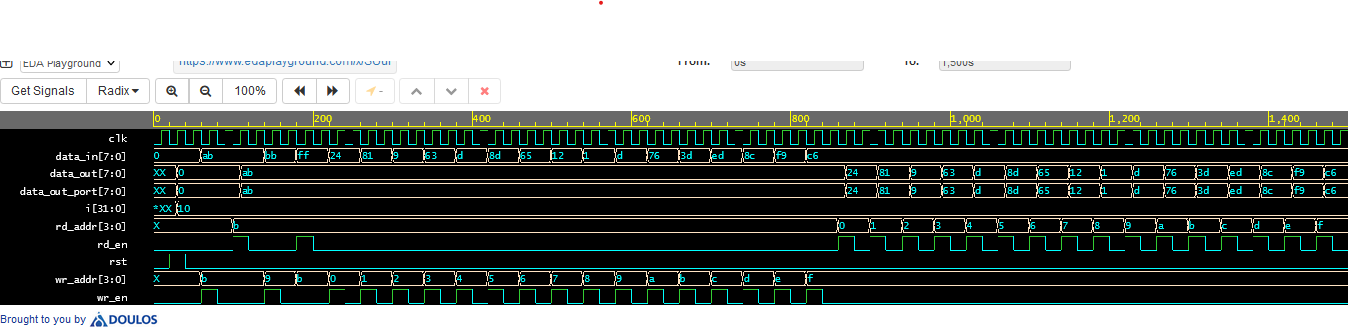 EDA Playground
https://www.edaplayground.com/x/
From:
0s
To:
1,500s
Get Signals Radix 100%
0 200 400 600 800 1,000 1,200 1,400
clk
data_in[7:0] 0 ab bb ff 24 81 9 63 d 8d 65 12 1 d 76 3d ed 8c f9 c6
data_out[7:0] XX 0 ab 24 81 9 63 d 8d 65 12 1 d 76 3d ed 8c f9 c6
data_out_port[7:0] XX 0 ab 24 81 9 63 d 8d 65 12 1 d 76 3d ed 8c f9 c6
i[31:0] *XX 10
rd_addr[3:0] X b 0 1 2 3 4 5 6 7 8 9 a b c d e f
rd_en
rst
wr_addr[3:0] X b 9 b 0 1 2 3 4 5 6 7 8 9 a b c d e f
wr_en
Brought to you by DOULOS